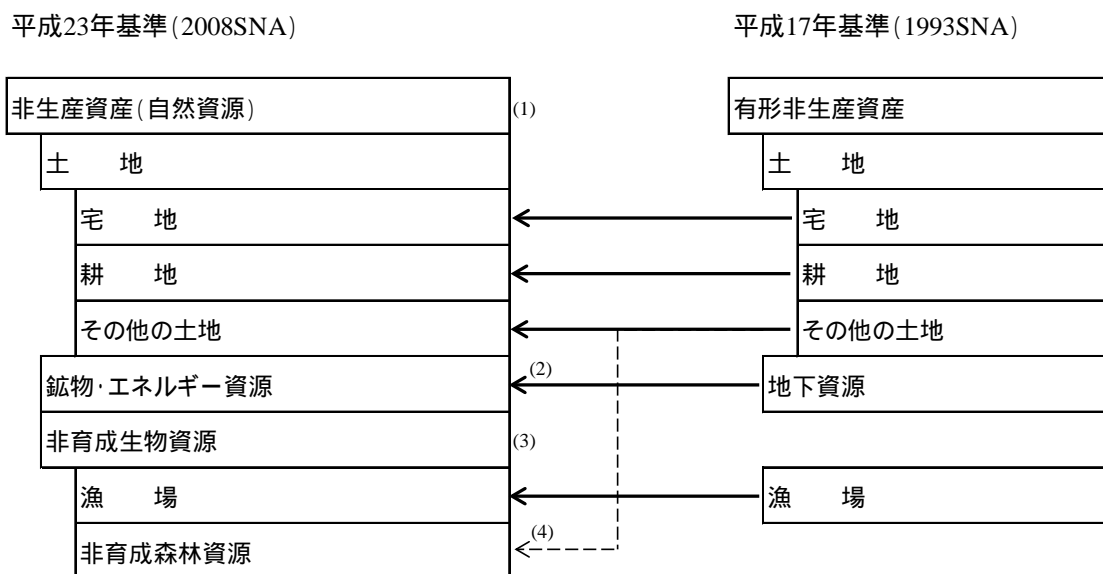 平成23年基準(2008SNA)
平成17年基準(1993SNA)
非生産資産(自然資源)
(1)
有形非生産資産
土 地
土 地
宅 地
宅 地
耕 地
耕 地
その他の土地
その他の土地
鉱物・エネルギー資源
(2)
地下資源
非育成生物資源
(3)
漁 場
漁 場
非育成森林資源
(4)